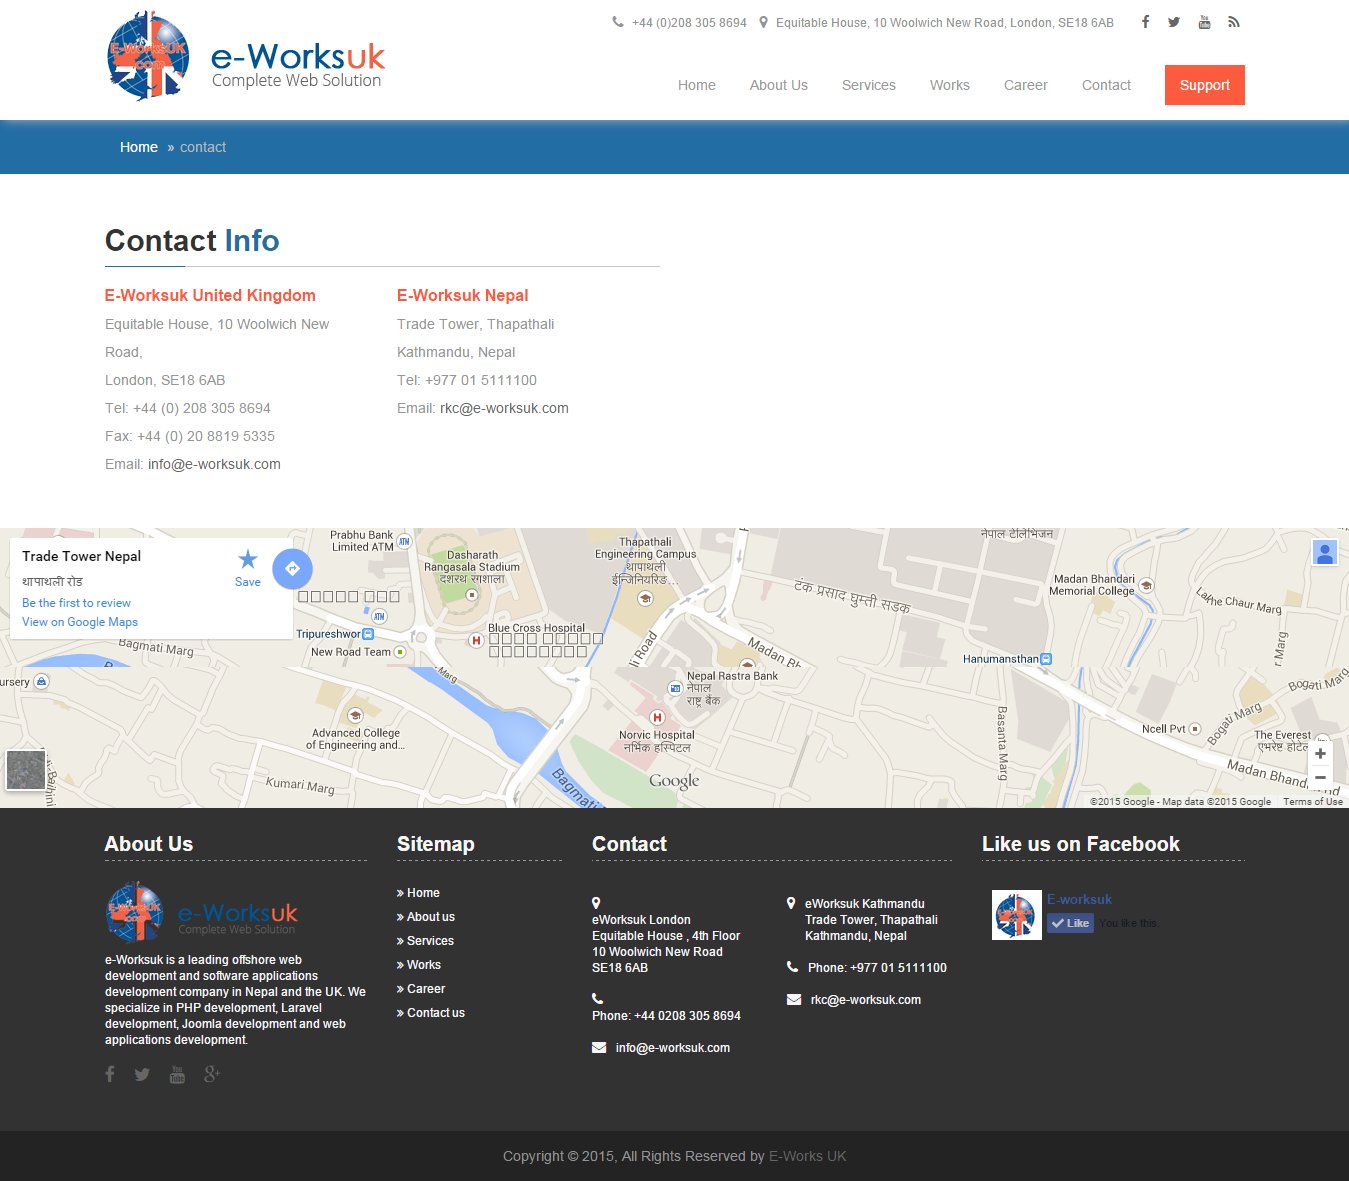 +44 (0)208 305 8694 Equitable House, 10 Woolwich New Road, London, SE18 6AB
E-WorksUK
.com
e-Worksuk
Complete Web Solution
Home About Us Services Works Career Contact Support
Home » contact
Contact Info
E-Worksuk United Kingdom
Equitable House, 10 Woolwich New
Road,
London, SE18 6AB
Tel: +44 (0) 208 305 8694
Fax: +44 (0) 20 8819 5335
Email: info@e-worksuk.com
E-Worksuk Nepal
Trade Tower, Thapathali
Kathmandu, Nepal
Tel: +977 01 5111100
Email: rkc@e-worksuk.com
Trade Tower Nepal
थापाथली रोड
Be the first to review
View on Google Maps
Save
Prabhu Bank
Limited ATM
ATM
Dasharath
Rangasala Stadium
दशरथ रंगशाला
Thapathali
Engineering Campus
थापाथली
ईन्जिनियरिङ...
नेपाल टेलिभिजन
Madan Bhandari
Memorial College
टंक प्रसाद घुम्ती सडक
The Chaur Marg
ATM
Blue Cross Hospital
Tripureshwor
New Road Team
Bagmati Marg
Hanumansthan
Marg
Nepal Rastra Bank
नेपाल
राष्ट्र बैंक
Bogati Marg
Advanced College
of Engineering and...
Norvic Hospital
नर्भिक हस्पिटल
Basanta Marg
Ncell Pvt
Bogati Marg
The Everest
Kumari Marg
Bagmati
Google
+
−
©2015 Google - Map data ©2015 Google Terms of Use
About Us
E-WorksUK
.com
e-Worksuk
Complete Web Solution
e-Worksuk is a leading offshore web
development and software applications
development company in Nepal and the UK. We
specialize in PHP development, Laravel
development, Joomla development and web
applications development.
Sitemap
» Home
» About us
» Services
» Works
» Career
» Contact us
Contact
eWorksuk London
Equitable House , 4th Floor
10 Woolwich New Road
SE18 6AB
Phone: +44 0208 305 8694
info@e-worksuk.com
eWorksuk Kathmandu
Trade Tower, Thapathali
Kathmandu, Nepal
Phone: +977 01 5111100
rkc@e-worksuk.com
Like us on Facebook
E-worksuk
Like You like this.
Copyright © 2015, All Rights Reserved by E-Works UK